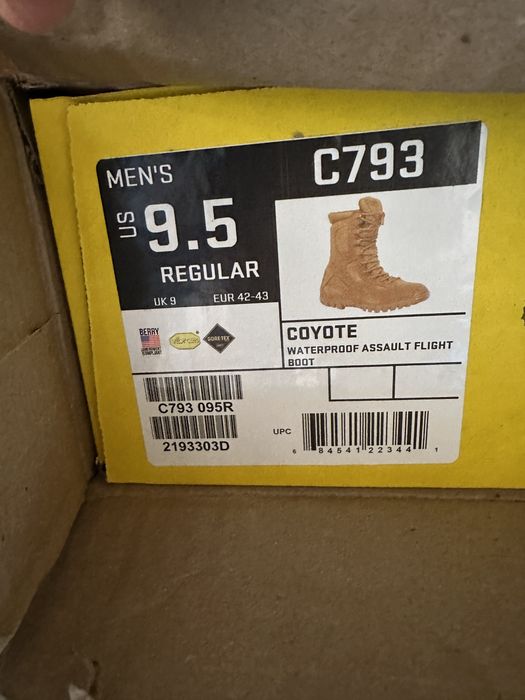 MEN'S
C793
US
9.5
REGULAR
UK 9 EUR 42-43
BERRY
COMPLIANT
GORE-TEX
COYOTE
WATERPROOF ASSAULT FLIGHT
BOOT
C793 095R
2193303D
UPC
6 84541 22344 1